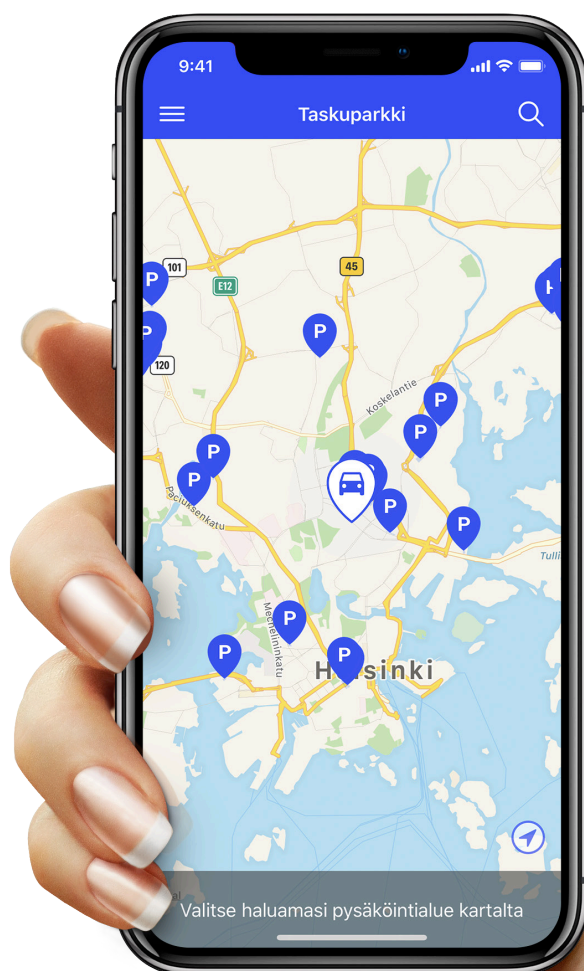 9:41
Taskuparkki
101
45
E12
P
P
P
120
Koskelantie
P
P
P
P
Paciuksenkatu
P
P
Tulli
Mechelininkatu
P
P
P
Helsinki
Valitse haluamasi pysäköintialue kartalta